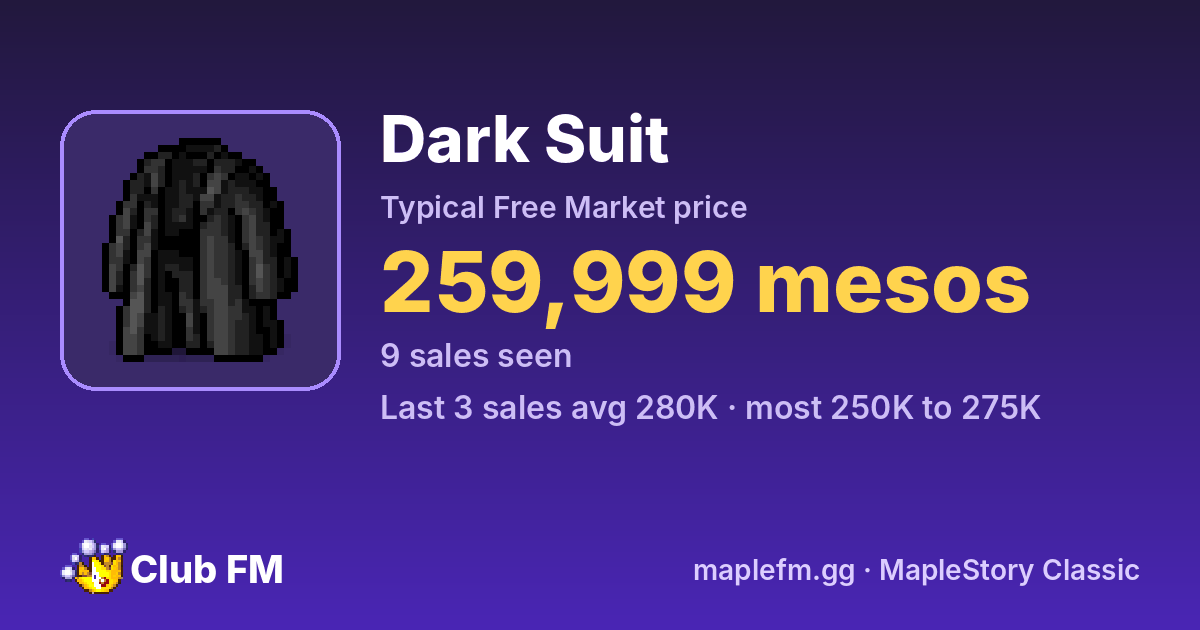 Dark Suit
Typical Free Market price
259,999 mesos
9 sales seen
Last 3 sales avg 280K · most 250K to 275K
Club FM
maplefm.gg · MapleStory Classic